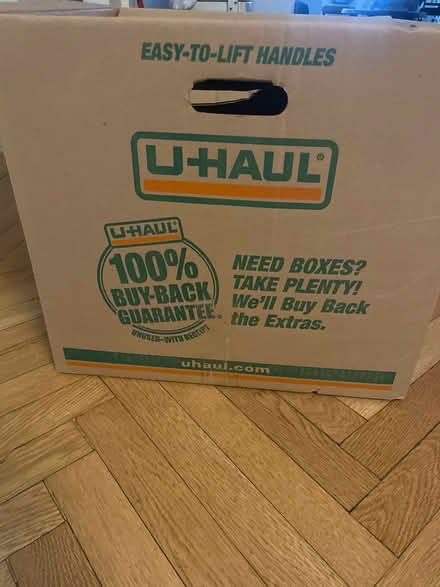 EASY-TO-LIFT HANDLES
U-HAUL®
U-HAUL®
100%
BUY-BACK
GUARANTEE®
UNUSED-WITH RECEIPT
NEED BOXES?
TAKE PLENTY!
We'll Buy Back
the Extras.
uhaul.com